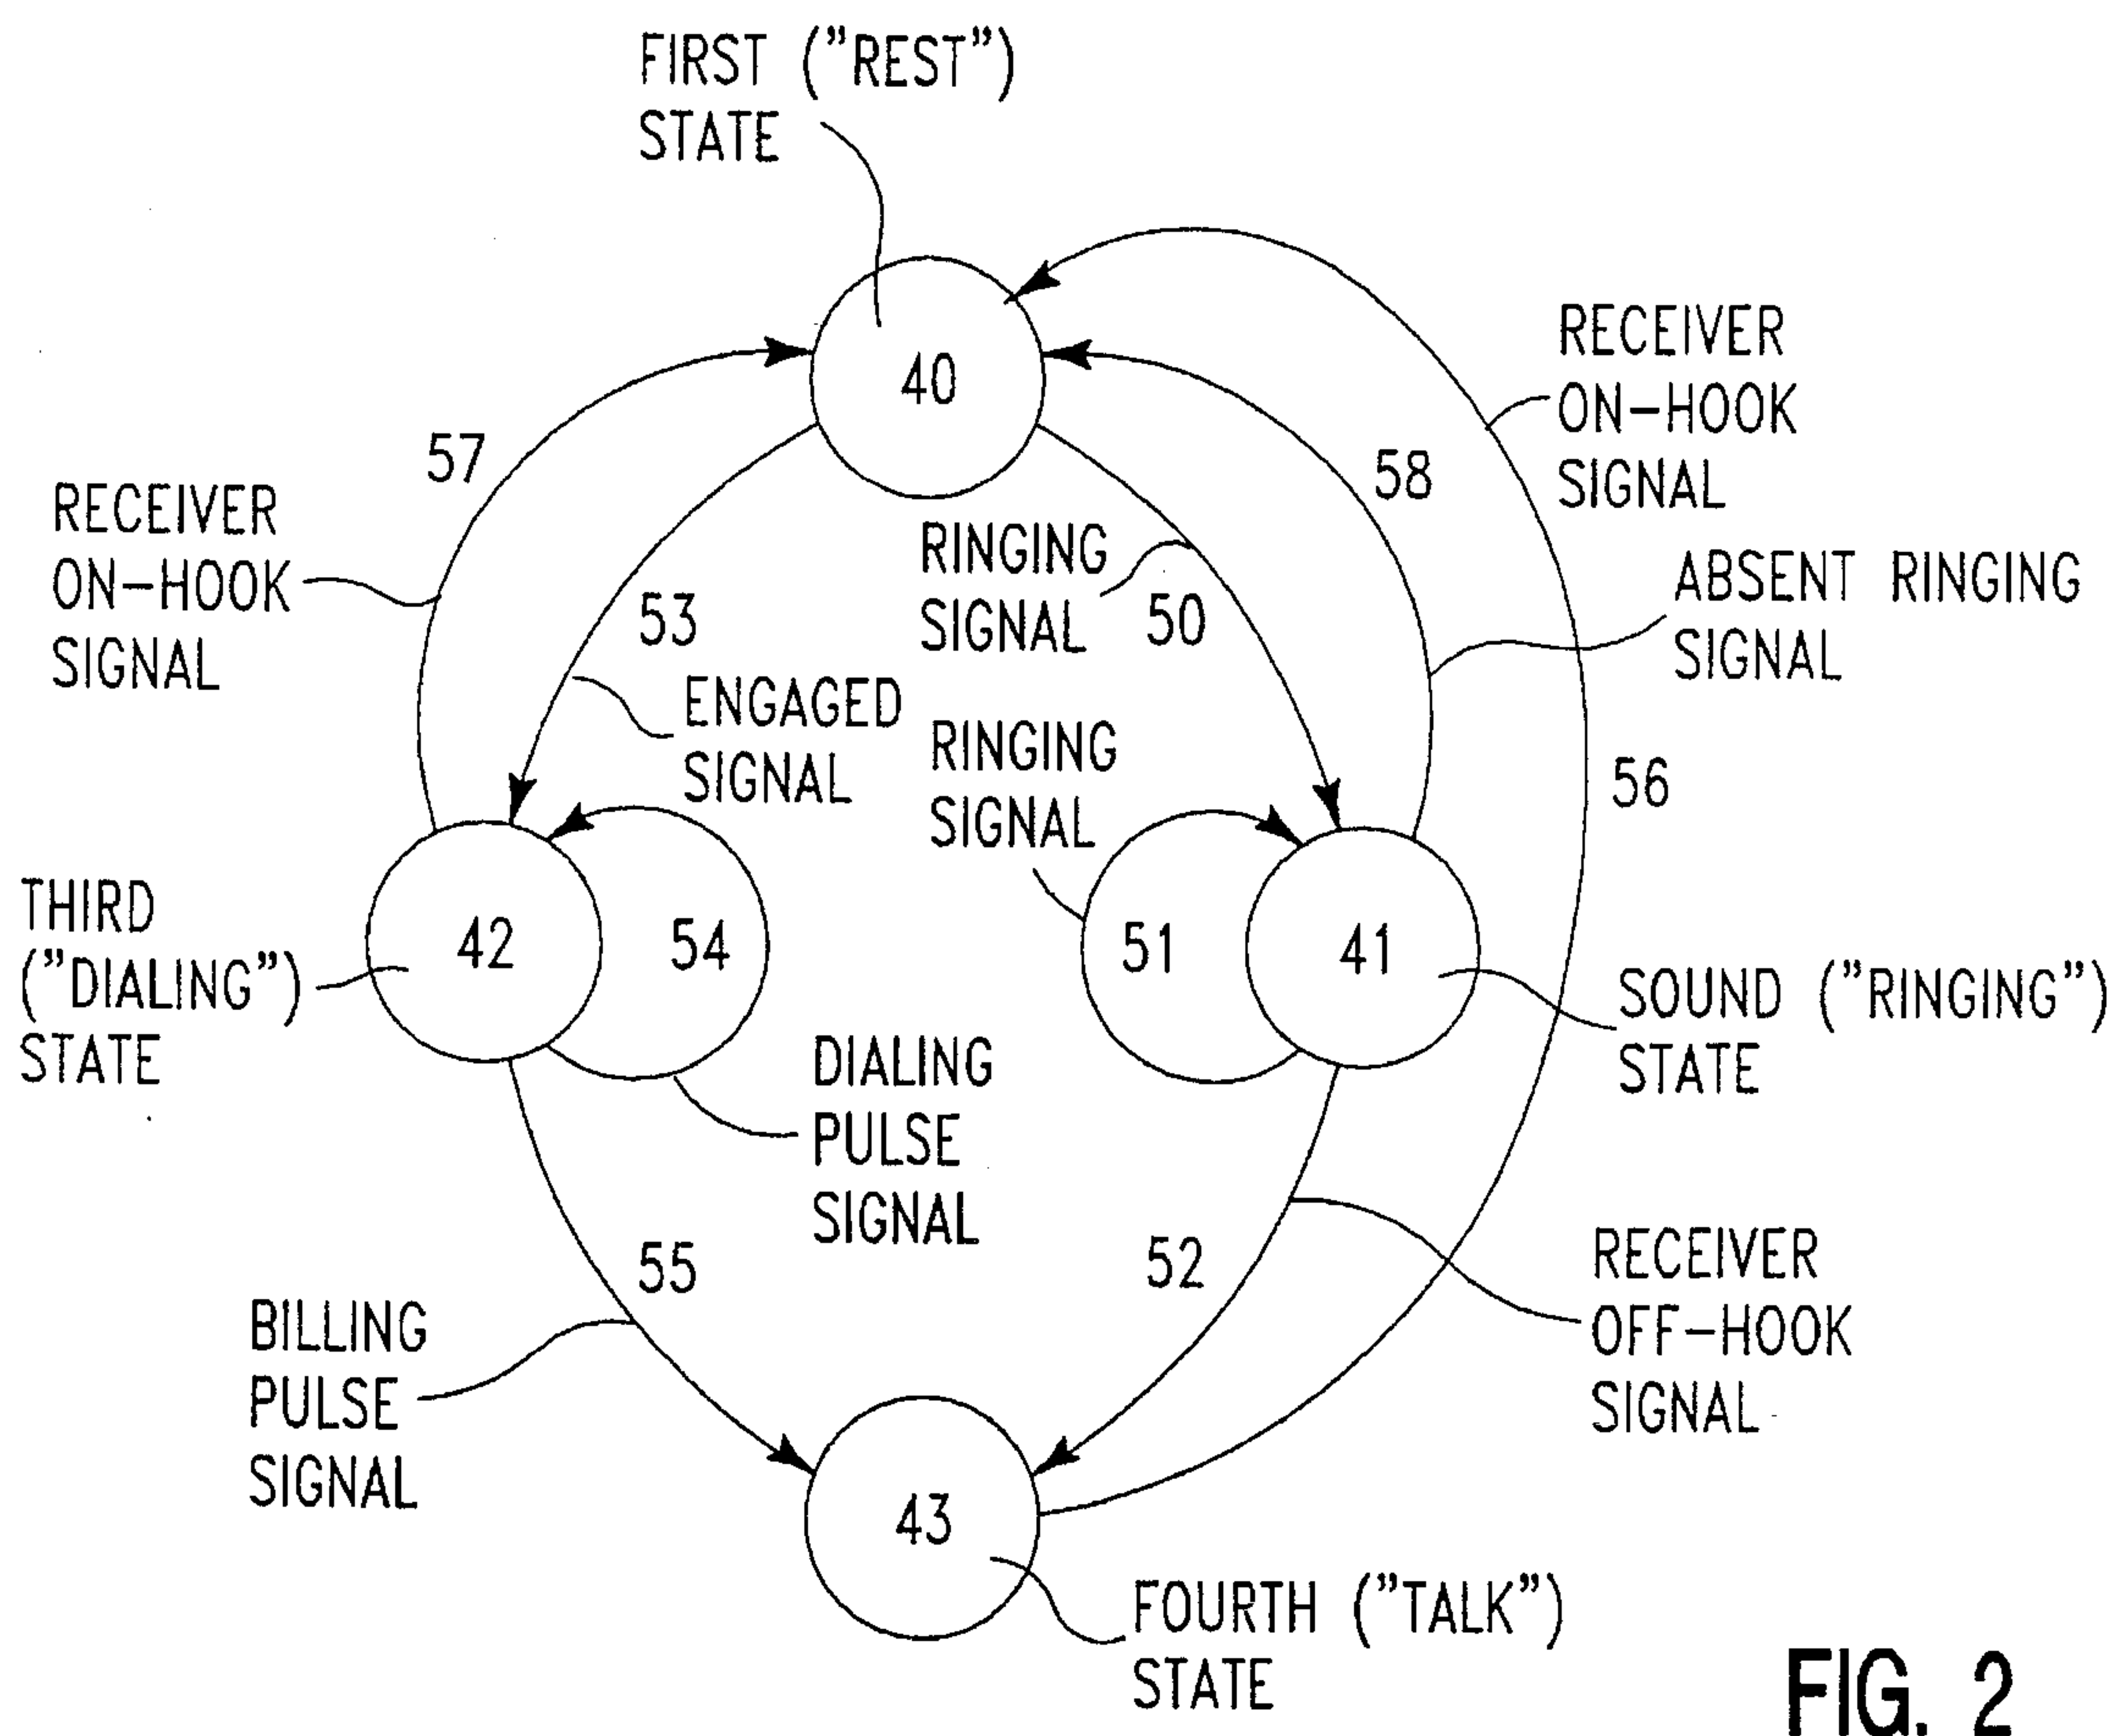 FIRST (”REST”)
STATE
40
RECEIVER
ON-HOOK
SIGNAL
57
RECEIVER
ON-HOOK
SIGNAL
58
RINGING
SIGNAL
50
53
ABSENT RINGING
SIGNAL
ENGAGED
SIGNAL
RINGING
SIGNAL
56
THIRD
(”DIALING”)
STATE
42
54
51
41
SOUND (”RINGING”)
STATE
DIALING
PULSE
SIGNAL
55
52
RECEIVER
OFF-HOOK
SIGNAL
BILLING
PULSE
SIGNAL
43
FOURTH (”TALK”)
STATE
FIG. 2